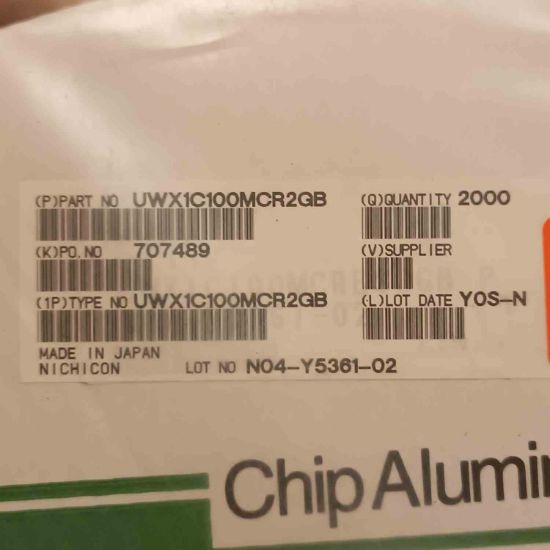 (P)PART NO UWX1C100MCR2GB (Q)QUANTITY 2000
(K)PO.NO 707489 (V)SUPPLIER
(1P)TYPE NO UWX1C100MCR2GB (L)LOT DATE Y0S-N
MADE IN JAPAN
NICHICON LOT NO N04-Y5361-02
Chip Alumin